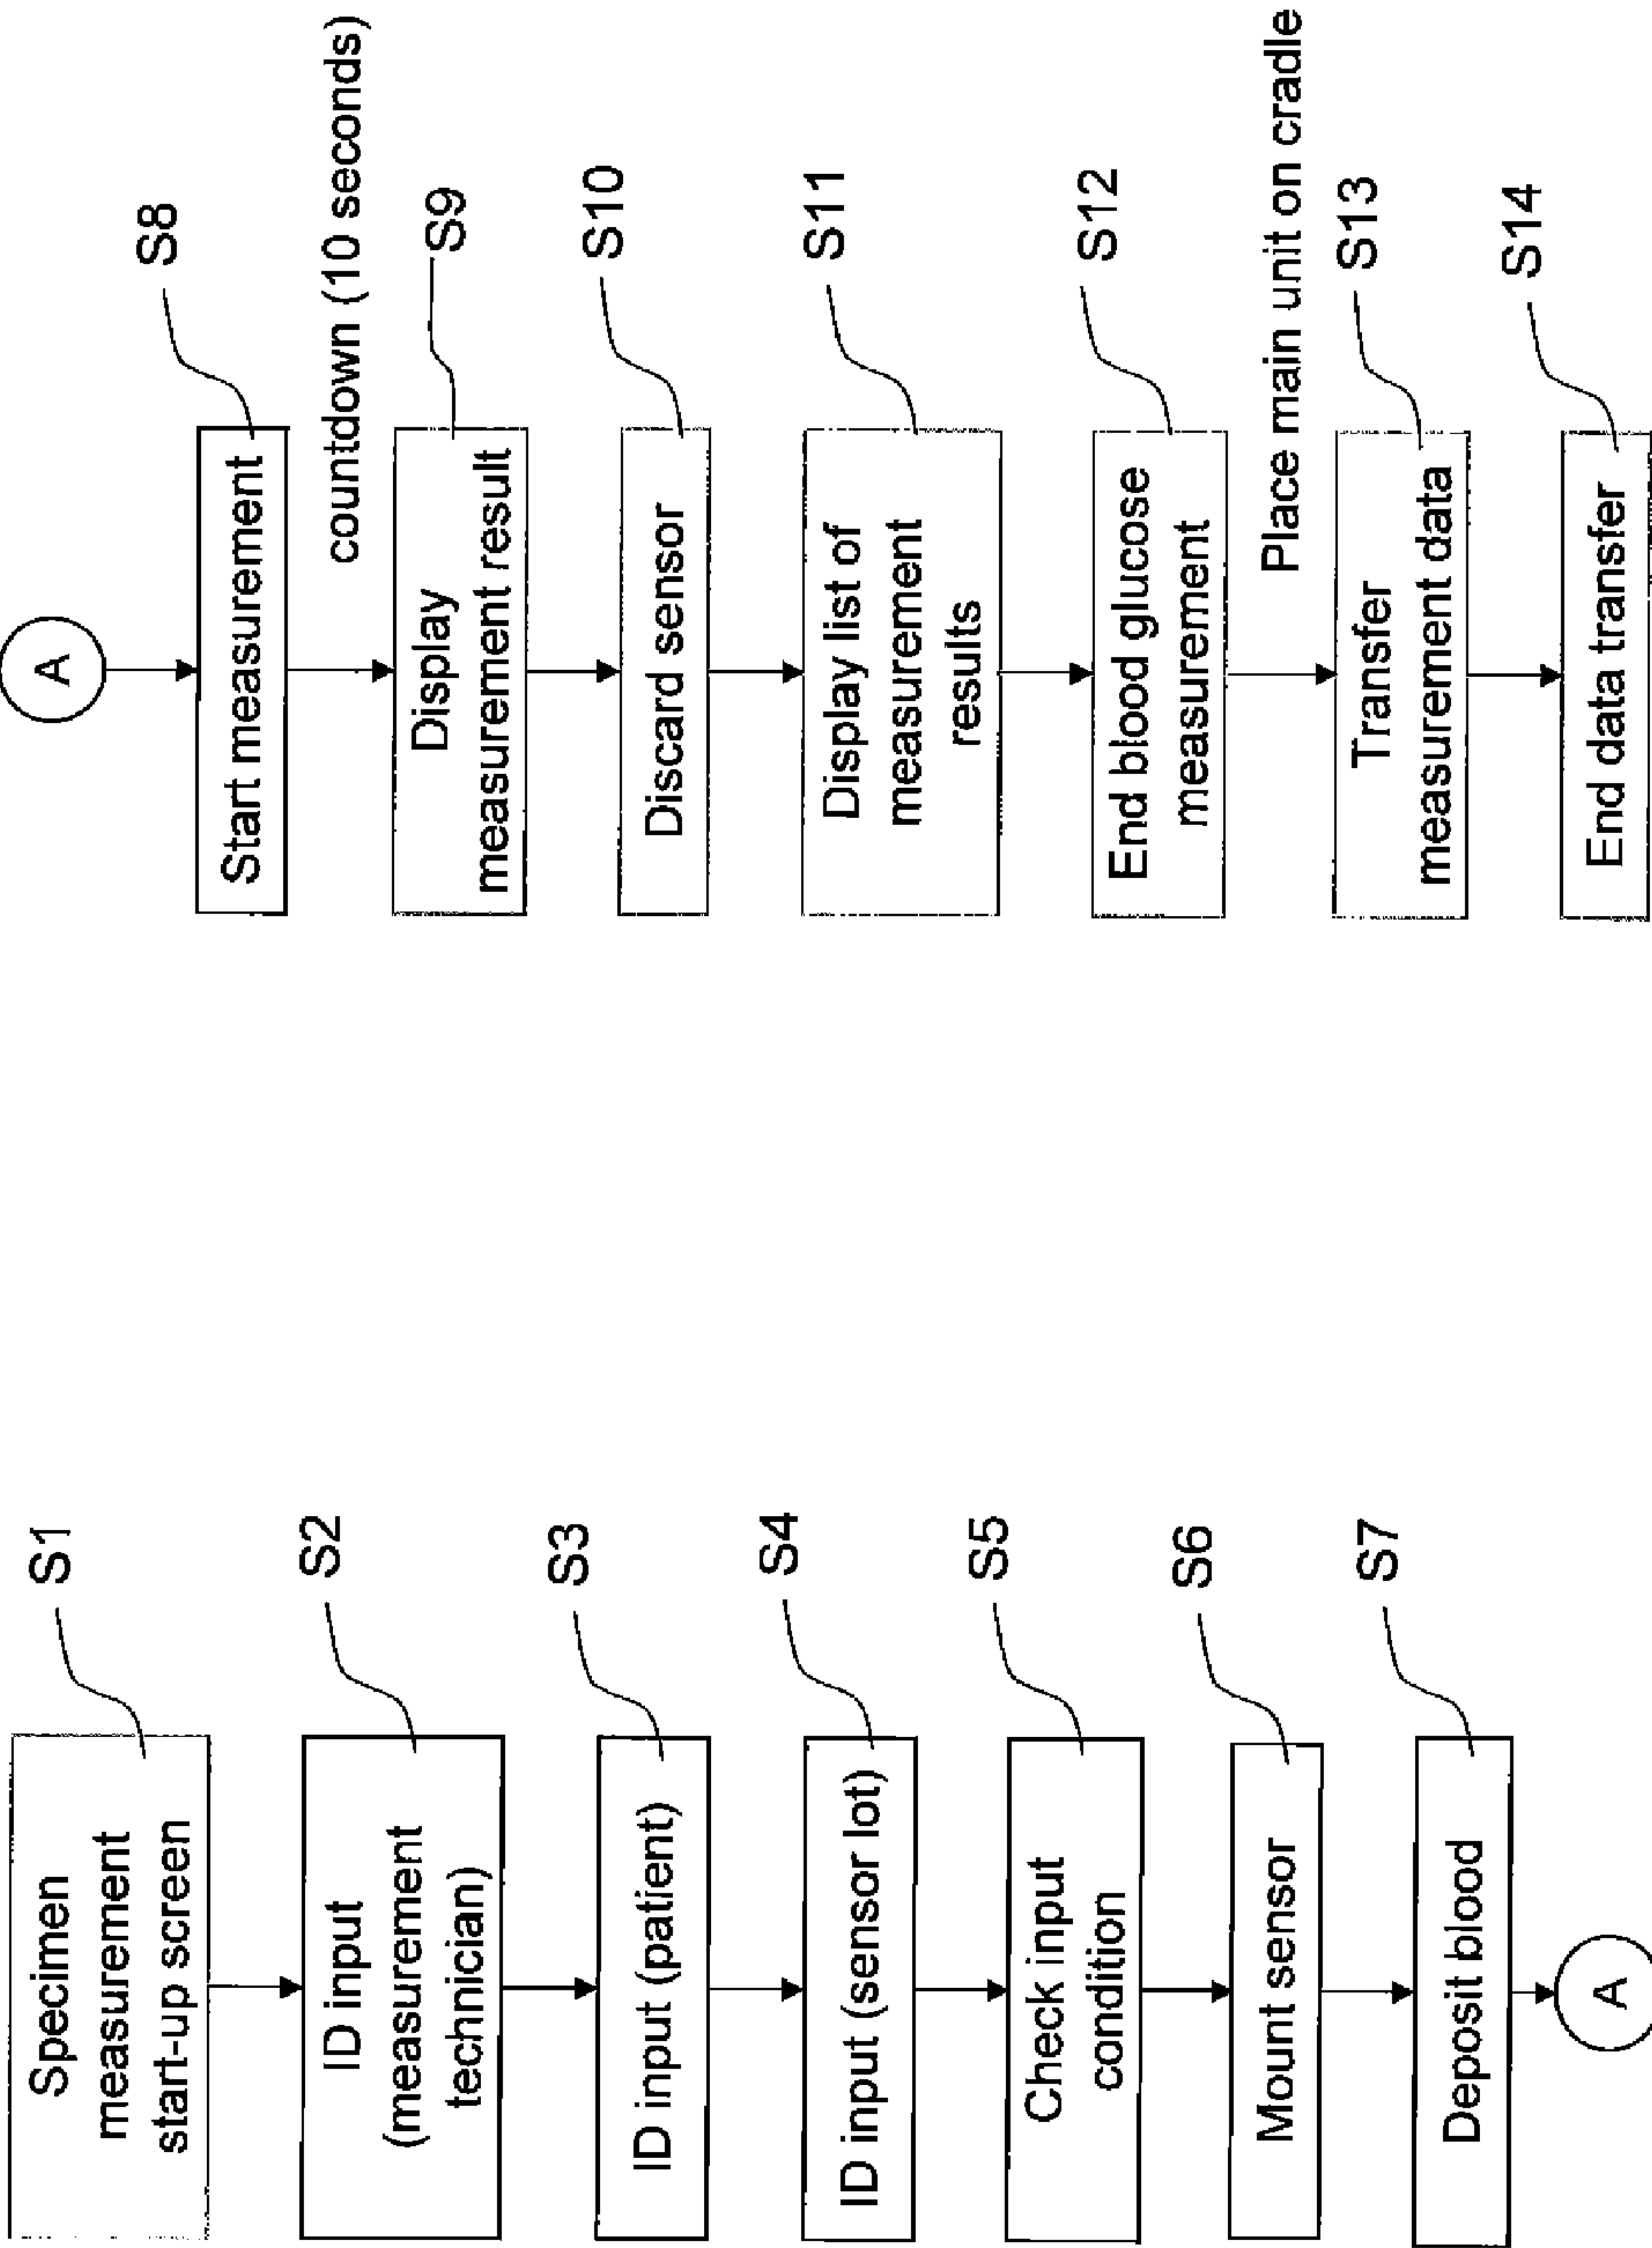 Specimen
measurement
start-up screen
S1
ID input
(measurement
technician)
S2
ID input (patient)
S3
ID input (sensor lot)
S4
Check input
condition
S5
Mount sensor
S6
Deposit blood
S7
A
A
Start measurement
S8
countdown (10 seconds)
Display
measurement result
S9
Discard sensor
S10
Display list of
measurement
results
S11
End blood glucose
measurement
S12
Place main unit on cradle
Transfer
measurement data
S13
End data transfer
S14